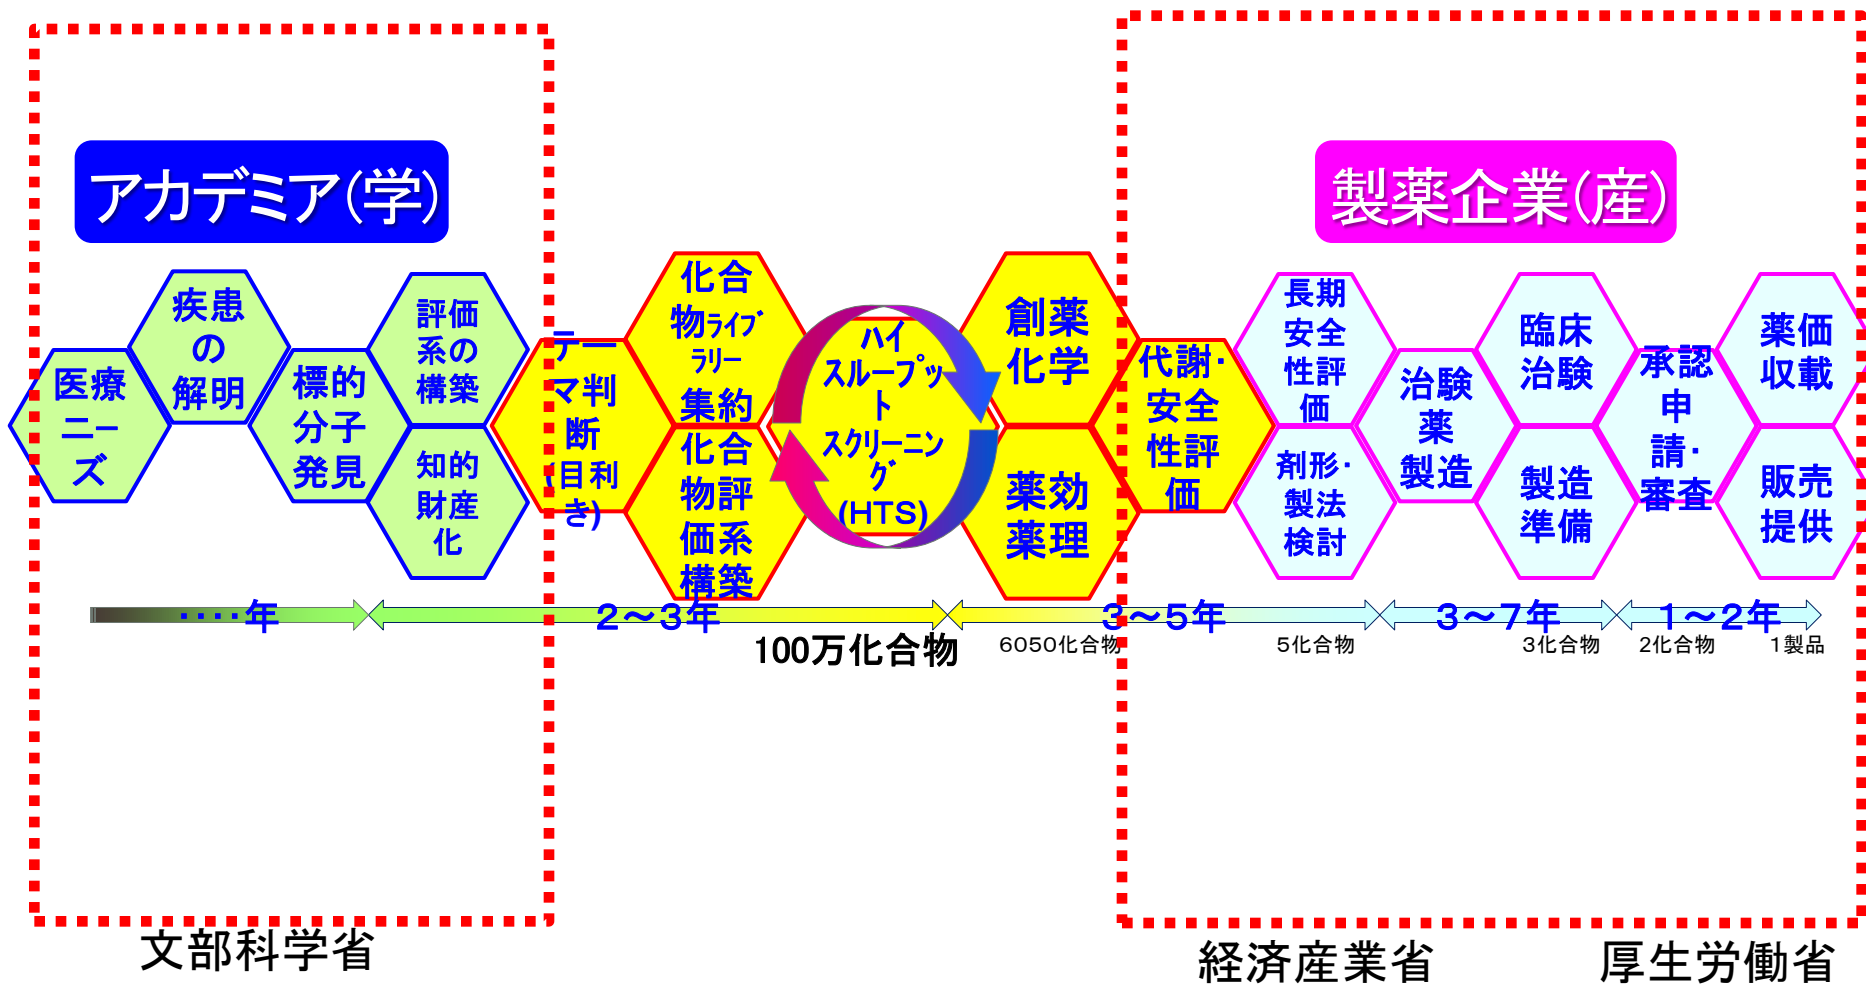 アカデミア(学)
製薬企業(産)
医療
ニー
ズ
疾患
の
解明
標的
分子
発見
評価
系の
構築
知的
財産
化
テー
マ判
断
(目利
き)
化合
物ライブ
ラリー
集約
化合
物評
価系
構築
ハイ
スループッ
ト
スクリーニン
グ
(HTS)
創薬
化学
薬効
薬理
代謝・
安全
性評
価
長期
安全
性評
価
剤形・
製法
検討
治験
薬
製造
臨床
治験
製造
準備
承認
申
請・
審査
薬価
収載
販売
提供
････年
2～3年
3～5年
3～7年
1～2年
100万化合物
6050化合物
5化合物
3化合物
2化合物
1製品
文部科学省
経済産業省
厚生労働省